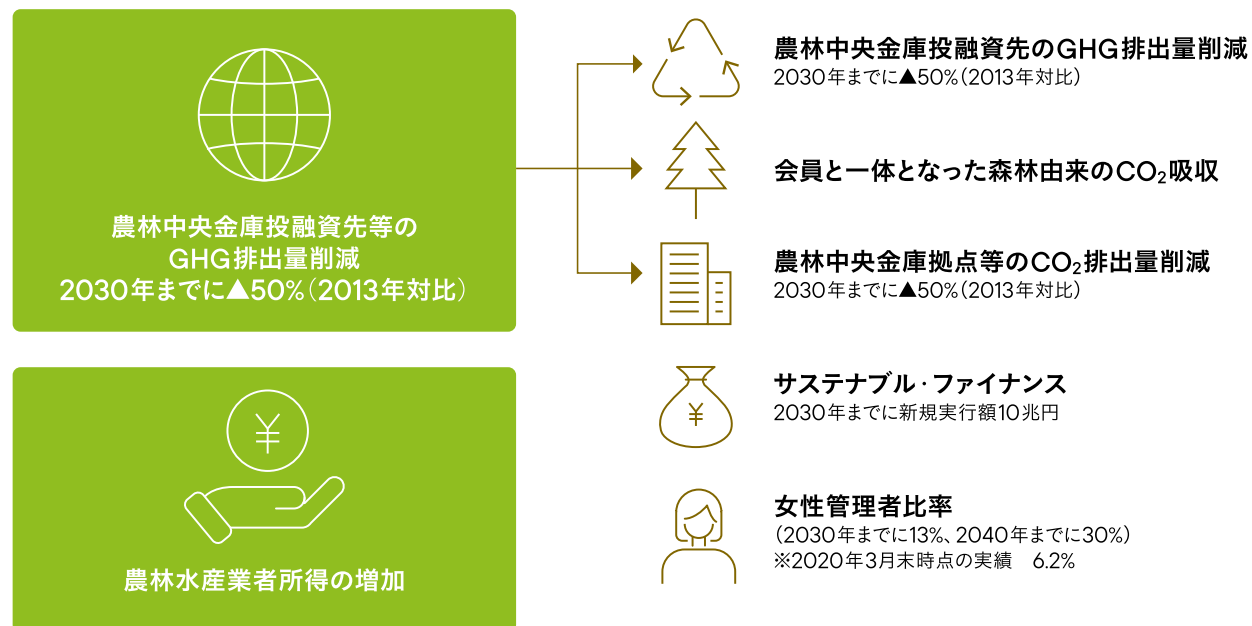 農林中央金庫投融資先等の
GHG排出量削減
2030年までに▲50%（2013年対比）
農林中央金庫投融資先のGHG排出量削減
2030年までに▲50%（2013年対比）
会員と一体となった森林由来のCO₂吸収
農林中央金庫拠点等のCO₂排出量削減
2030年までに▲50%（2013年対比）
¥
農林水産業者所得の増加
¥
サステナブル・ファイナンス
2030年までに新規実行額10兆円
女性管理者比率
（2030年までに13%、2040年までに30%）
※2020年3月末時点の実績　6.2%